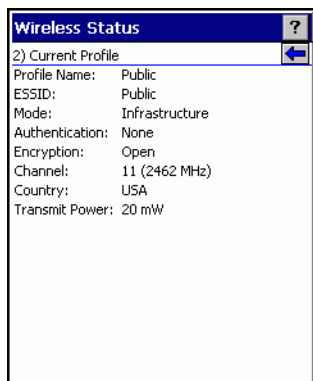 Wireless Status ?
2) Current Profile
Profile Name: Public
ESSID: Public
Mode: Infrastructure
Authentication: None
Encryption: Open
Channel: 11 (2462 MHz)
Country: USA
Transmit Power: 20 mW